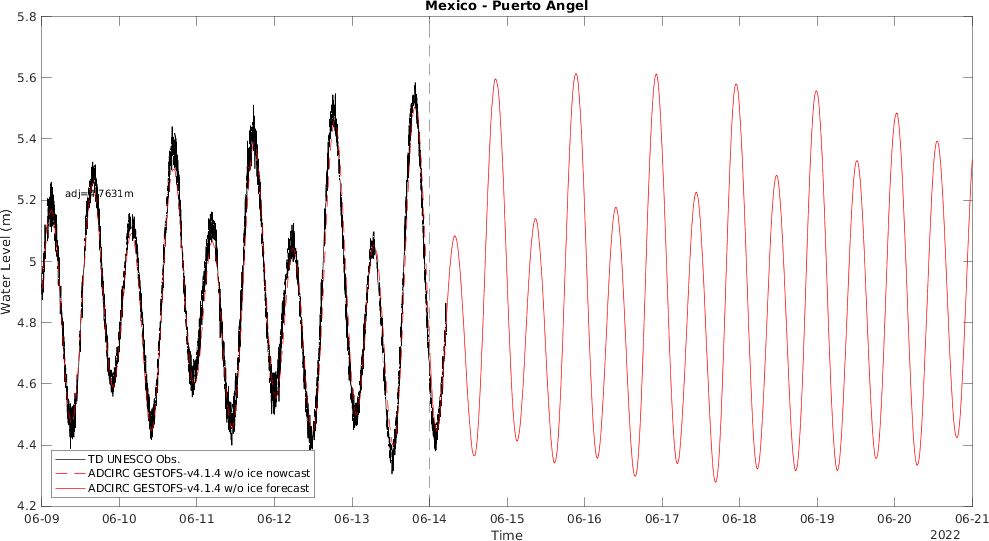 Mexico - Puerto Angel
5.8
5.6
5.4
5.2
5
4.8
4.6
4.4
4.2
Water Level (m)
TD UNESCO Obs.
ADCIRC GESTOFS-v4.1.4 w/o ice nowcast
ADCIRC GESTOFS-v4.1.4 w/o ice forecast
06-09 06-10 06-11 06-12 06-13 06-14 06-15 06-16 06-17 06-18 06-19 06-20 06-21
Time
2022